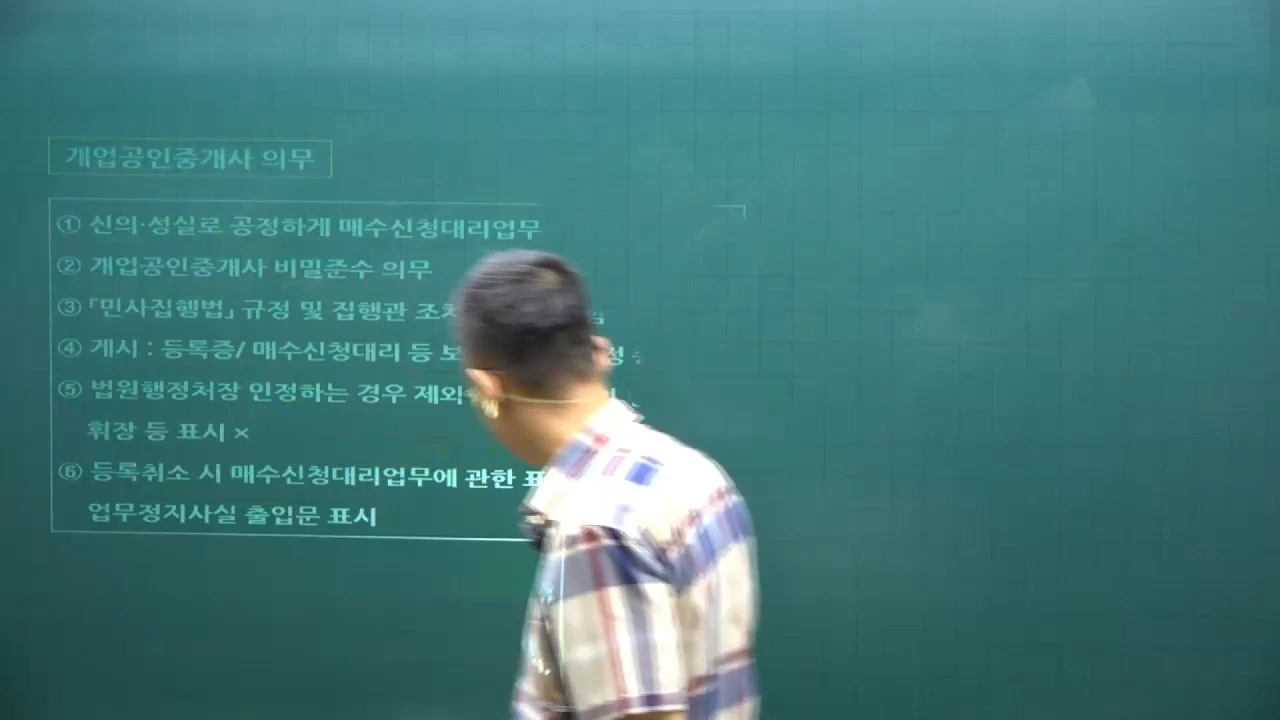 개업공인중개사 의무
① 신의·성실로 공정하게 매수신청대리업무
② 개업공인중개사 비밀준수 의무
③ ｢민사집행법｣ 규정 및 집행관
④ 게시 : 등록증/ 매수신청대리 등
⑤ 법원행정처장 인정하는 경우 제외
휘장 등 표시 ×
⑥ 등록취소 시 매수신청대리업무에 관한
업무정지사실 출입문 표시